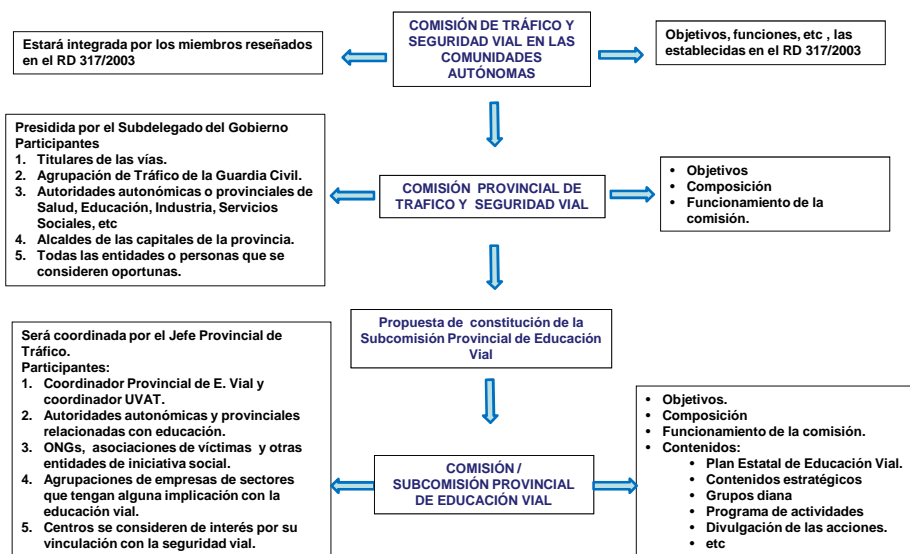 COMISIÓN DE TRÁFICO Y
SEGURIDAD VIAL EN LAS
COMUNIDADES
AUTÓNOMAS
Estará integrada por los miembros reseñados
en el RD 317/2003
Objetivos, funciones, etc , las
establecidas en el RD 317/2003
Presidida por el Subdelegado del Gobierno
Participantes
1. Titulares de las vías.
2. Agrupación de Tráfico de la Guardia Civil.
3. Autoridades autonómicas o provinciales de
Salud, Educación, Industria, Servicios
Sociales, etc
4. Alcaldes de las capitales de la provincia.
5. Todas las entidades o personas que se
consideren oportunas.
COMISIÓN PROVINCIAL DE
TRAFICO Y SEGURIDAD VIAL
• Objetivos
• Composición
• Funcionamiento de la
comisión.
Propuesta de constitución de la
Subcomisión Provincial de Educación
Vial
Será coordinada por el Jefe Provincial de
Tráfico.
Participantes:
1. Coordinador Provincial de E. Vial y
coordinador UVAT.
2. Autoridades autonómicas y provinciales
relacionadas con educación.
3. ONGs, asociaciones de víctimas y otras
entidades de iniciativa social.
4. Agrupaciones de empresas de sectores
que tengan alguna implicación con la
educación vial.
5. Centros se consideren de interés por su
vinculación con la seguridad vial.
COMISIÓN /
SUBCOMISIÓN PROVINCIAL
DE EDUCACIÓN VIAL
• Objetivos.
• Composición
• Funcionamiento de la comisión.
• Contenidos:
• Plan Estatal de Educación Vial.
• Contenidos estratégicos
• Grupos diana
• Programa de actividades
• Divulgación de las acciones.
• etc